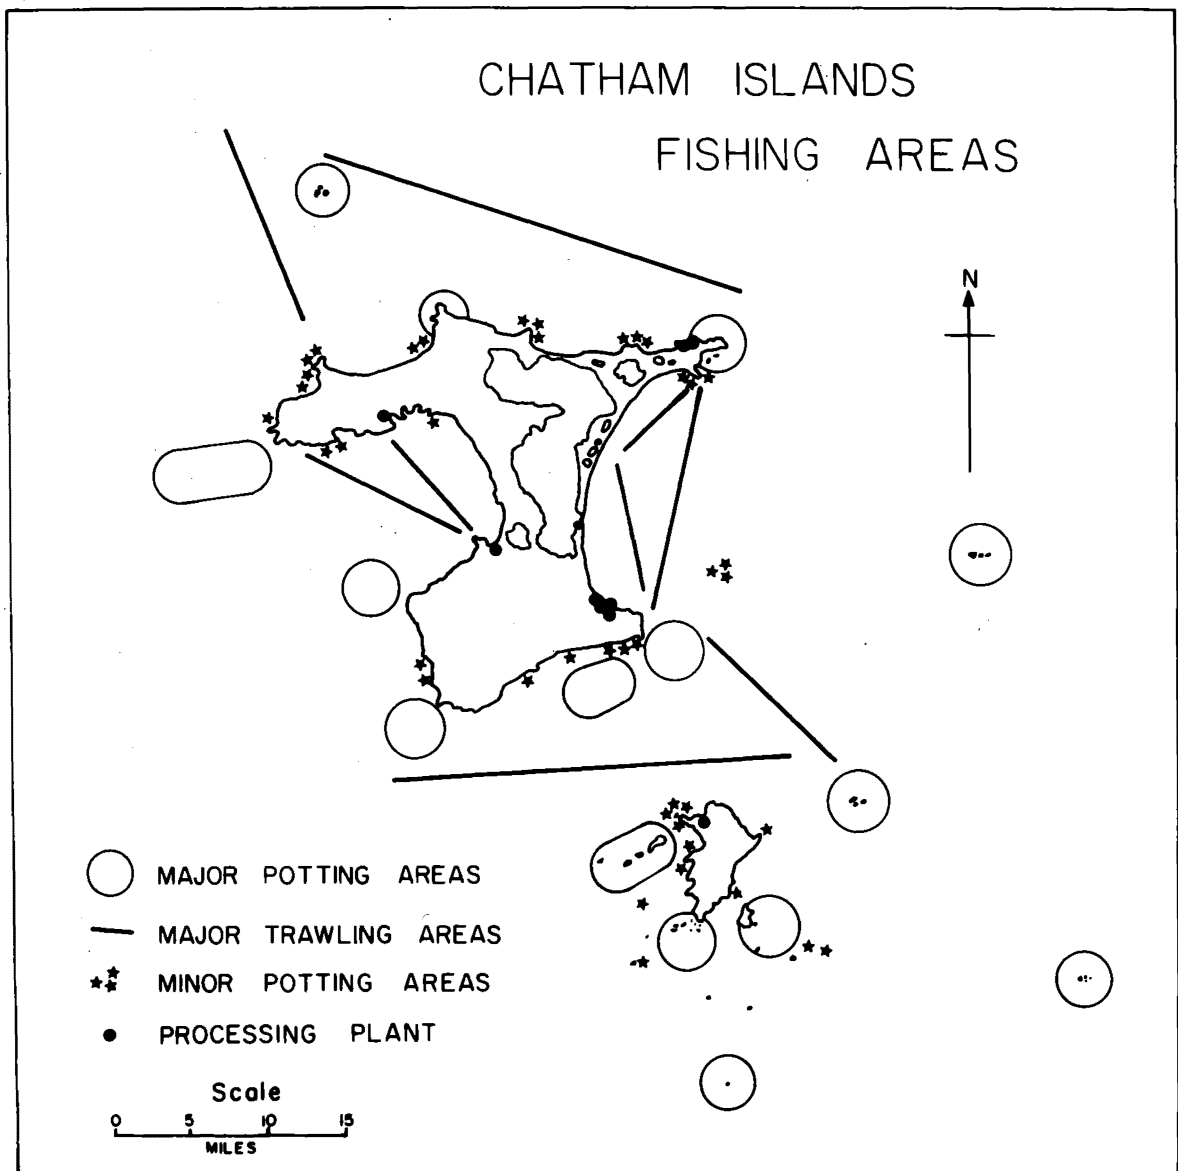 CHATHAM ISLANDS
FISHING AREAS
N
MAJOR POTTING AREAS
MAJOR TRAWLING AREAS
MINOR POTTING AREAS
PROCESSING PLANT
Scale
0 5 10 15
MILES